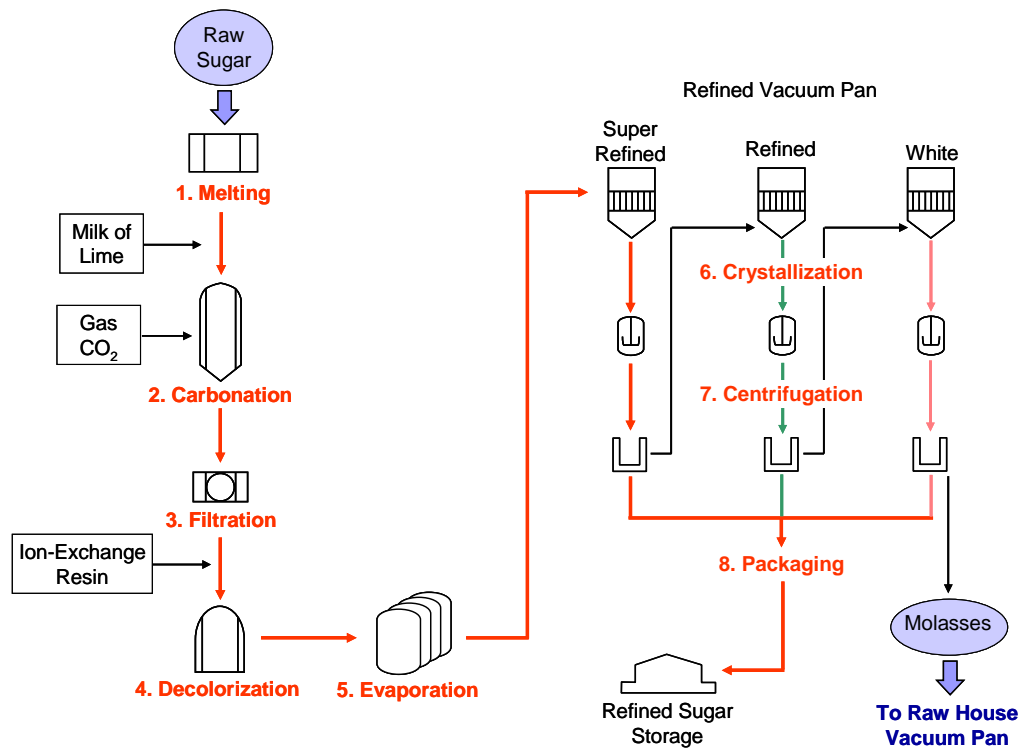 Raw
Sugar
1. Melting
Milk of
Lime
Gas
CO₂
2. Carbonation
3. Filtration
Ion-Exchange
Resin
4. Decolorization
5. Evaporation
Refined Vacuum Pan
Super
Refined
Refined
White
6. Crystallization
7. Centrifugation
8. Packaging
Refined Sugar
Storage
Molasses
To Raw House
Vacuum Pan